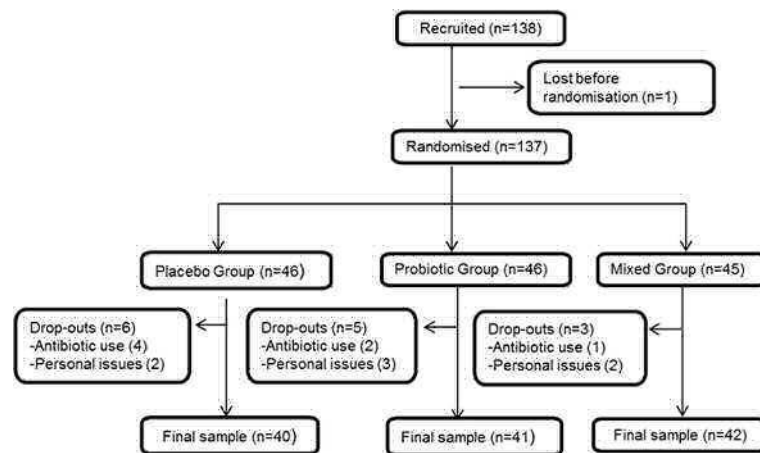 Recruited (n=138)
Lost before
randomisation (n=1)
Randomised (n=137)
Placebo Group (n=46)
Probiotic Group (n=46)
Mixed Group (n=45)
Drop-outs (n=6)
-Antibiotic use (4)
-Personal issues (2)
Drop-outs (n=5)
-Antibiotic use (2)
-Personal issues (3)
Drop-outs (n=3)
-Antibiotic use (1)
-Personal issues (2)
Final sample (n=40)
Final sample (n=41)
Final sample (n=42)